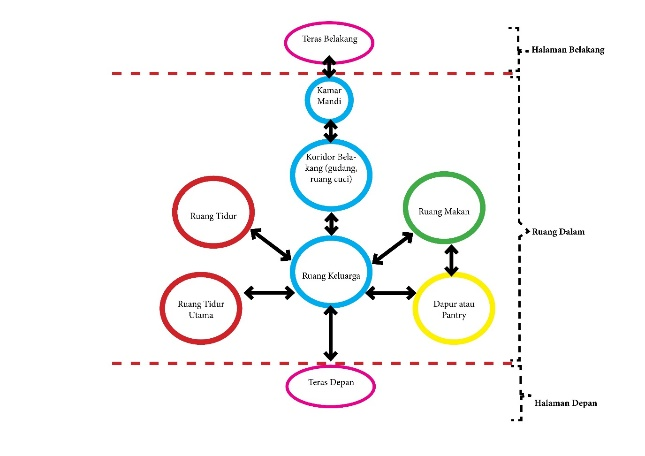 Teras Belakang
Halaman Belakang
Kamar
Mandi
Koridor Bela-
kang (gudang,
ruang cuci)
Ruang Tidur
Ruang Makan
Ruang Dalam
Ruang Keluarga
Ruang Tidur
Utama
Dapur atau
Pantry
Teras Depan
Halaman Depan